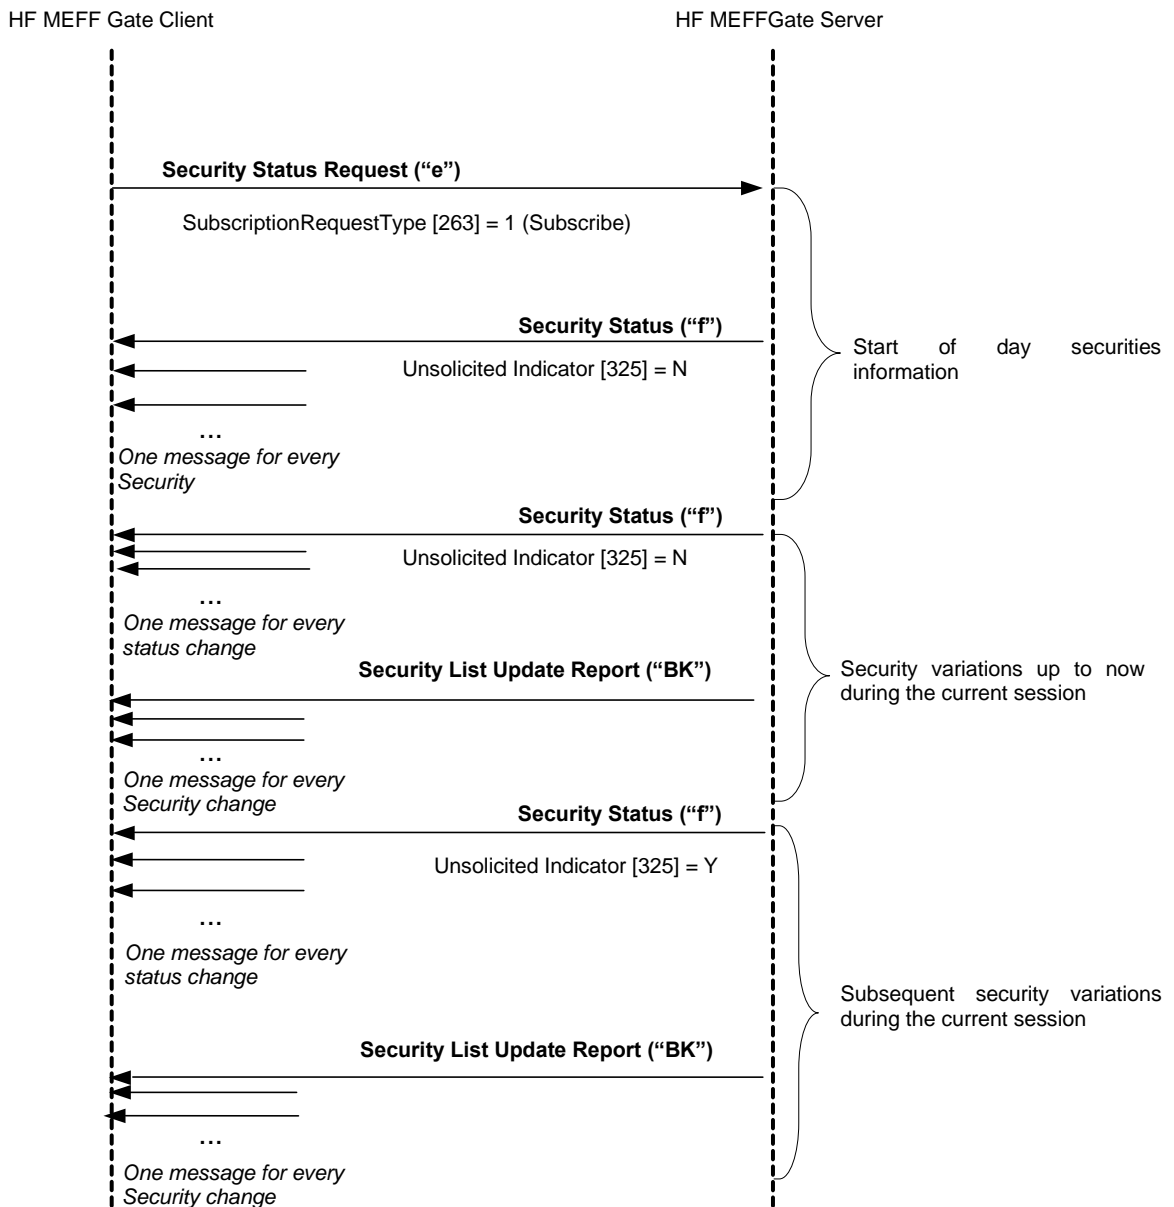 HF MEFF Gate Client
HF MEFFGate Server
Security Status Request (“e”)
SubscriptionRequestType [263] = 1 (Subscribe)
Security Status (“f”)
Unsolicited Indicator [325] = N
...
One message for every
Security
Start of day securities
information
Security Status (“f”)
Unsolicited Indicator [325] = N
...
One message for every
status change
Security List Update Report (“BK”)
Security variations up to now
during the current session
...
One message for every
Security change
Security Status (“f”)
Unsolicited Indicator [325] = Y
...
One message for every
status change
Subsequent security variations
during the current session
Security List Update Report (“BK”)
...
One message for every
Security change